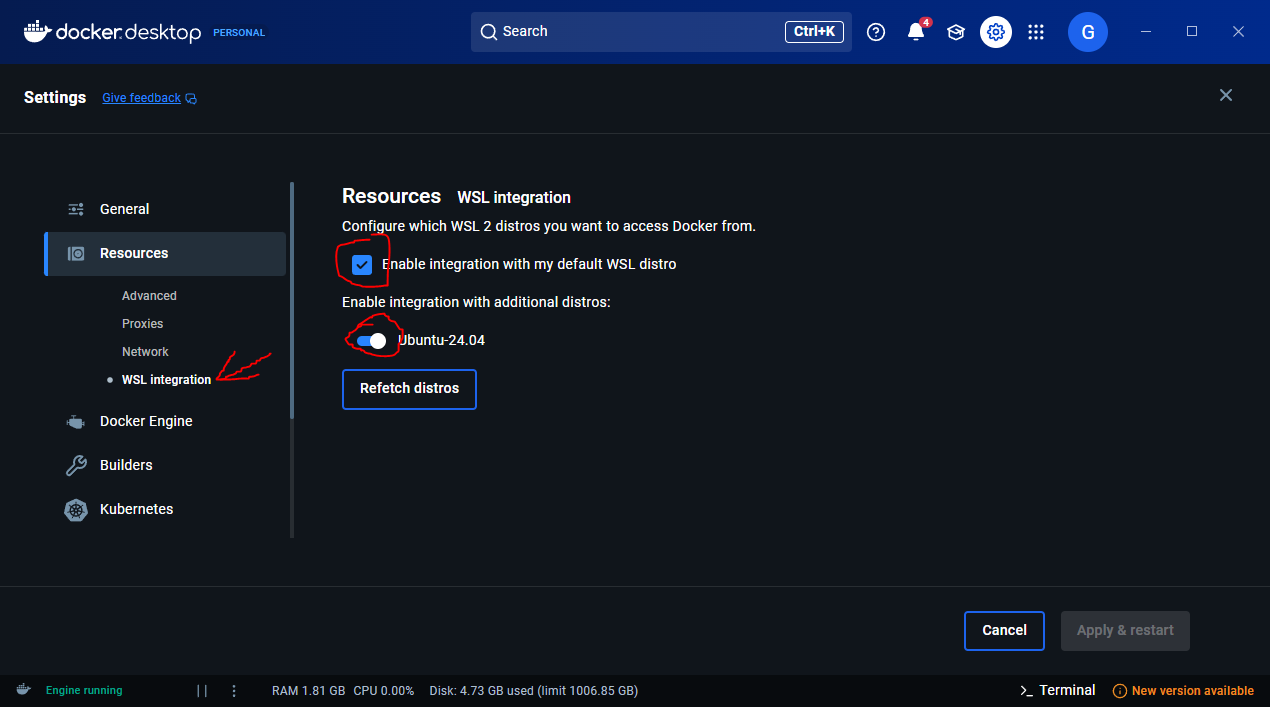 docker.desktop PERSONAL
Search Ctrl+K
4
G
Settings Give feedback
General
Resources
Advanced
Proxies
Network
WSL integration
Docker Engine
Builders
Kubernetes
Resources WSL integration
Configure which WSL 2 distros you want to access Docker from.
Enable integration with my default WSL distro
Enable integration with additional distros:
Ubuntu-24.04
Refetch distros
Cancel Apply & restart
Engine running RAM 1.81 GB CPU 0.00% Disk: 4.73 GB used (limit 1006.85 GB) Terminal New version available